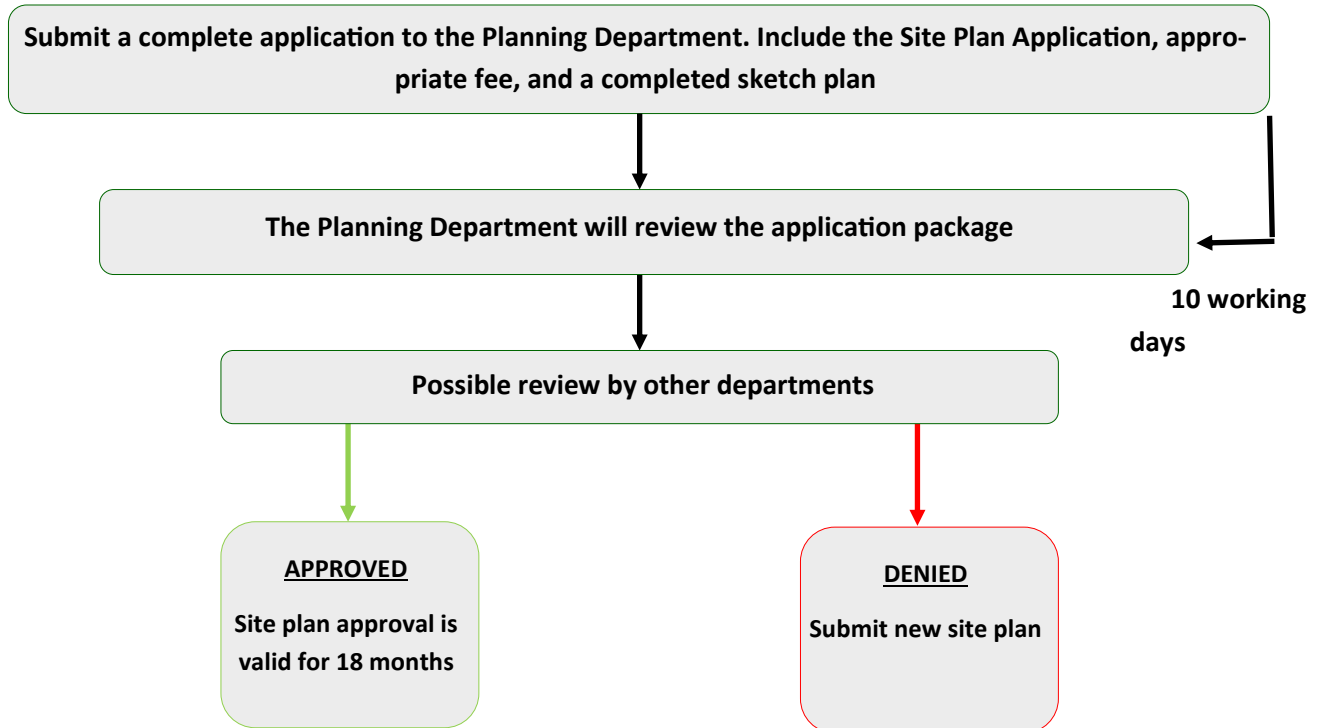 Submit a complete application to the Planning Department. Include the Site Plan Application, appro-
priate fee, and a completed sketch plan
The Planning Department will review the application package
10 working
days
Possible review by other departments
APPROVED
Site plan approval is
valid for 18 months
DENIED
Submit new site plan